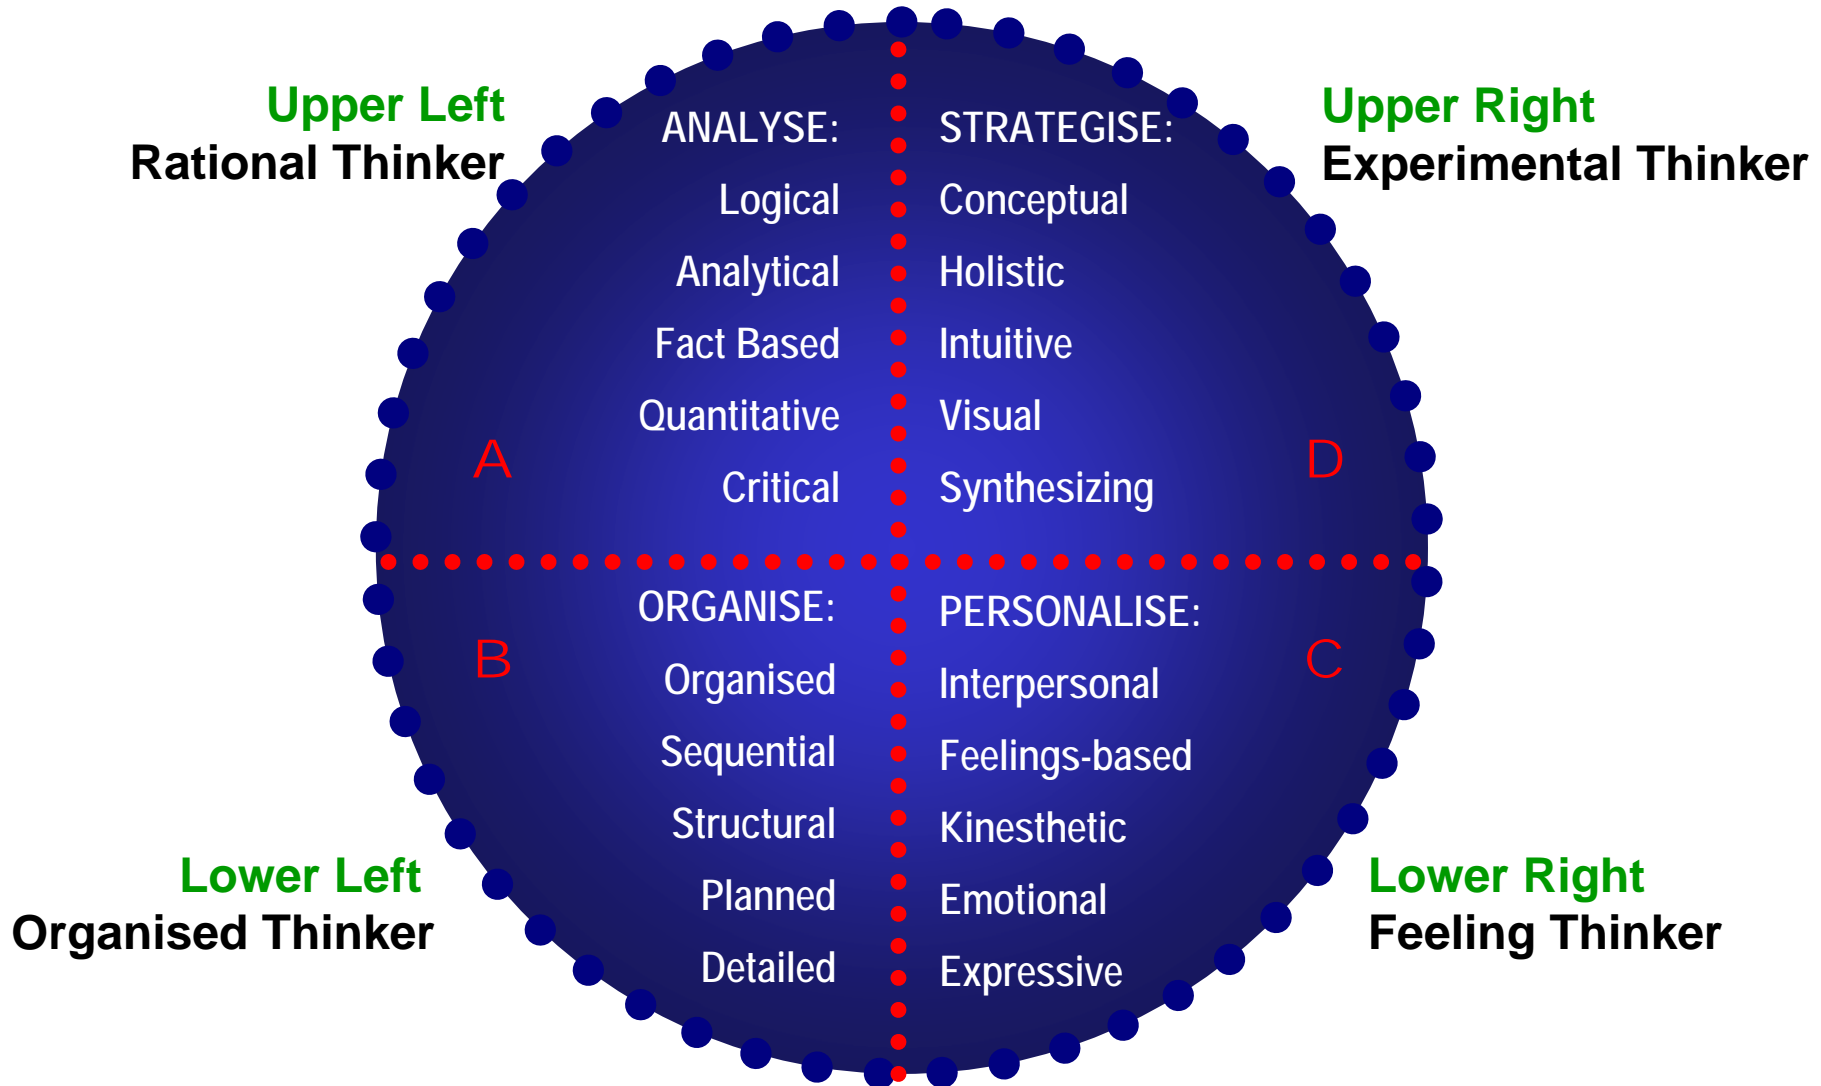 Upper Left
Rational Thinker
ANALYSE:
Logical
Analytical
Fact Based
Quantitative
Critical
A
STRATEGISE:
Conceptual
Holistic
Intuitive
Visual
Synthesizing
D
Upper Right
Experimental Thinker
Lower Left
Organised Thinker
B
ORGANISE:
Organised
Sequential
Structural
Planned
Detailed
PERSONALISE:
Interpersonal
Feelings-based
Kinesthetic
Emotional
Expressive
C
Lower Right
Feeling Thinker